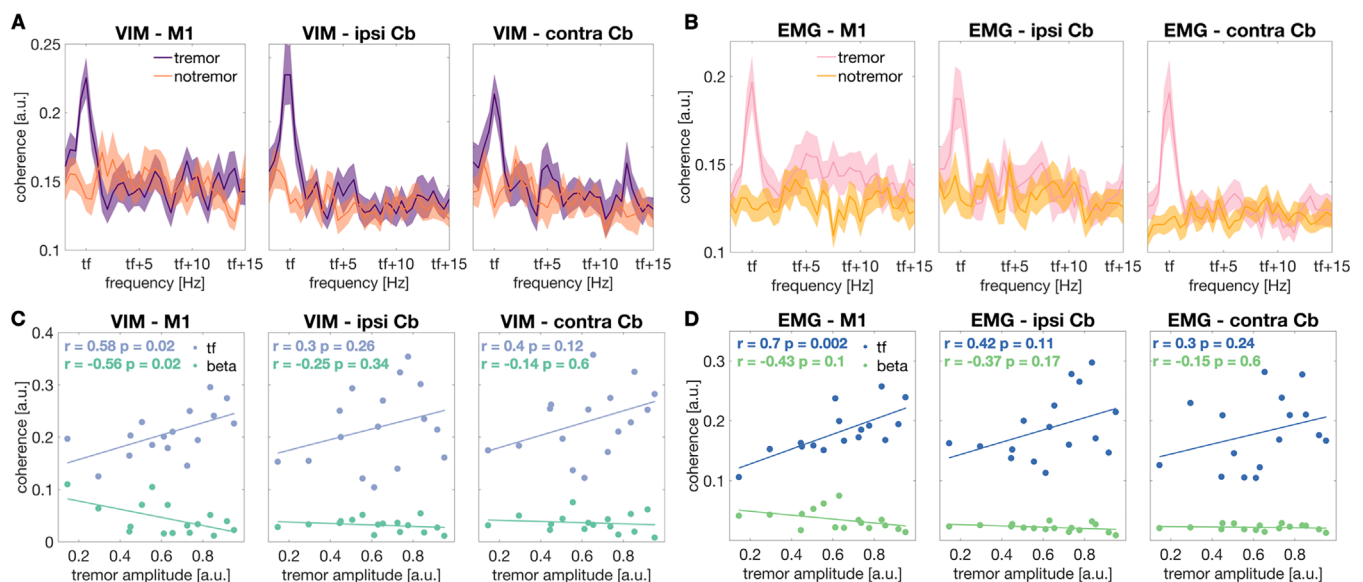 A
VIM - M1
VIM - ipsi Cb
VIM - contra Cb
0.25
0.2
0.15
0.1
coherence [a.u.]
tremor
notremor
tf
tf+5
tf+10
tf+15
frequency [Hz]
tf
tf+5
tf+10
tf+15
frequency [Hz]
tf
tf+5
tf+10
tf+15
frequency [Hz]
B
EMG - M1
EMG - ipsi Cb
EMG - contra Cb
0.2
0.15
0.1
coherence [a.u.]
tremor
notremor
tf
tf+5
tf+10
tf+15
frequency [Hz]
tf
tf+5
tf+10
tf+15
frequency [Hz]
tf
tf+5
tf+10
tf+15
frequency [Hz]
C
VIM - M1
VIM - ipsi Cb
VIM - contra Cb
0.4
0.3
0.2
0.1
0
coherence [a.u.]
r = 0.58 p = 0.02
r = -0.56 p = 0.02
tf
beta
r = 0.3 p = 0.26
r = -0.25 p = 0.34
r = 0.4 p = 0.12
r = -0.14 p = 0.6
0.2
0.4
0.6
0.8
tremor amplitude [a.u.]
0.2
0.4
0.6
0.8
tremor amplitude [a.u.]
0.2
0.4
0.6
0.8
tremor amplitude [a.u.]
D
EMG - M1
EMG - ipsi Cb
EMG - contra Cb
0.3
0.2
0.1
coherence [a.u.]
r = 0.7 p = 0.002
r = -0.43 p = 0.1
tf
beta
r = 0.42 p = 0.11
r = -0.37 p = 0.17
r = 0.3 p = 0.24
r = -0.15 p = 0.6
0.2
0.4
0.6
0.8
tremor amplitude [a.u.]
0.2
0.4
0.6
0.8
tremor amplitude [a.u.]
0.2
0.4
0.6
0.8
tremor amplitude [a.u.]